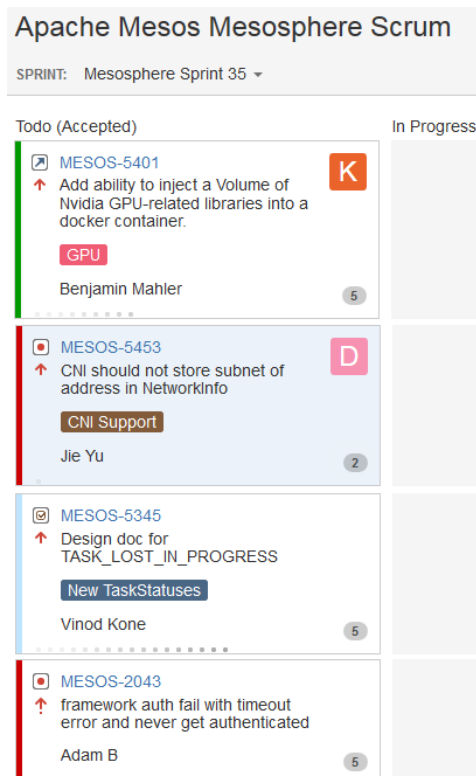 Apache Mesos Mesosphere Scrum
SPRINT: Mesosphere Sprint 35
Todo (Accepted)
In Progress
MESOS-5401
K
Add ability to inject a Volume of
Nvidia GPU-related libraries into a
docker container.
GPU
Benjamin Mahler
5
MESOS-5453
D
CNI should not store subnet of
address in NetworkInfo
CNI Support
Jie Yu
2
MESOS-5345
Design doc for
TASK_LOST_IN_PROGRESS
New TaskStatuses
Vinod Kone
5
MESOS-2043
framework auth fail with timeout
error and never get authenticated
Adam B
5